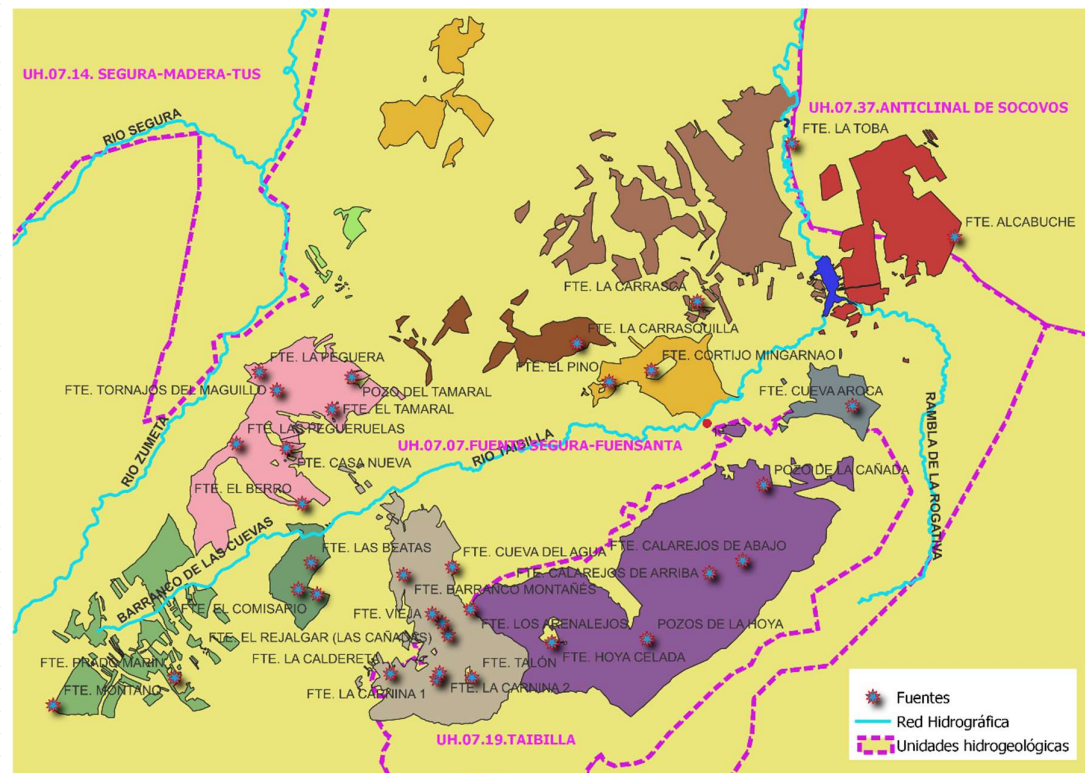 UH.07.14. SEGURA-MADERA-TUS
UH.07.37.ANTICLINAL DE SOCOVOS
RIO SEGURA
FTE. LA TOBA
FTE. ALCABUCHE
FTE. LA CARRASCA
FTE. LA CARRASQUILLA
FTE. LA PEGUERA
FTE. EL PINO
FTE. CORTIJO MINGARNAO I
FTE. TORNAJOS DEL MAGUILLO
POZO DEL TAMARAL
FTE. CUEVA AROCA
FTE. EL TAMARAL
RAMBLA DE LA ROGATIVA
FTE. LAS PEGUERUELAS
UH.07.07.FUENTE SEGURA-FUENSANTA
RIO TAIBILLA
RIO ZUMETA
FTE. CASA NUEVA
POZO DE LA CAÑADA
FTE. EL BERRO
BARRANCO DE LAS CUEVAS
FTE. LAS BEATAS
FTE. CUEVA DEL AGUA
FTE. CALAREJOS DE ABAJO
FTE. CALAREJOS DE ARRIBA
FTE. BARRANCO MONTAÑÉS
FTE. EL COMISARIO
FTE. VIEJA
FTE. LOS ARENALEJOS
POZOS DE LA HOYA
FTE. EL REJALGAR (LAS CAÑADAS)
FTE. HOYA CELADA
FTE. LA CALDERETA
FTE. TALÓN
FTE. PRADO MARIN
FTE. MONTANO
FTE. LA CARNINA 1
FTE. LA CARNINA 2
UH.07.19.TAIBILLA
Fuentes
Red Hidrográfica
Unidades hidrogeológicas